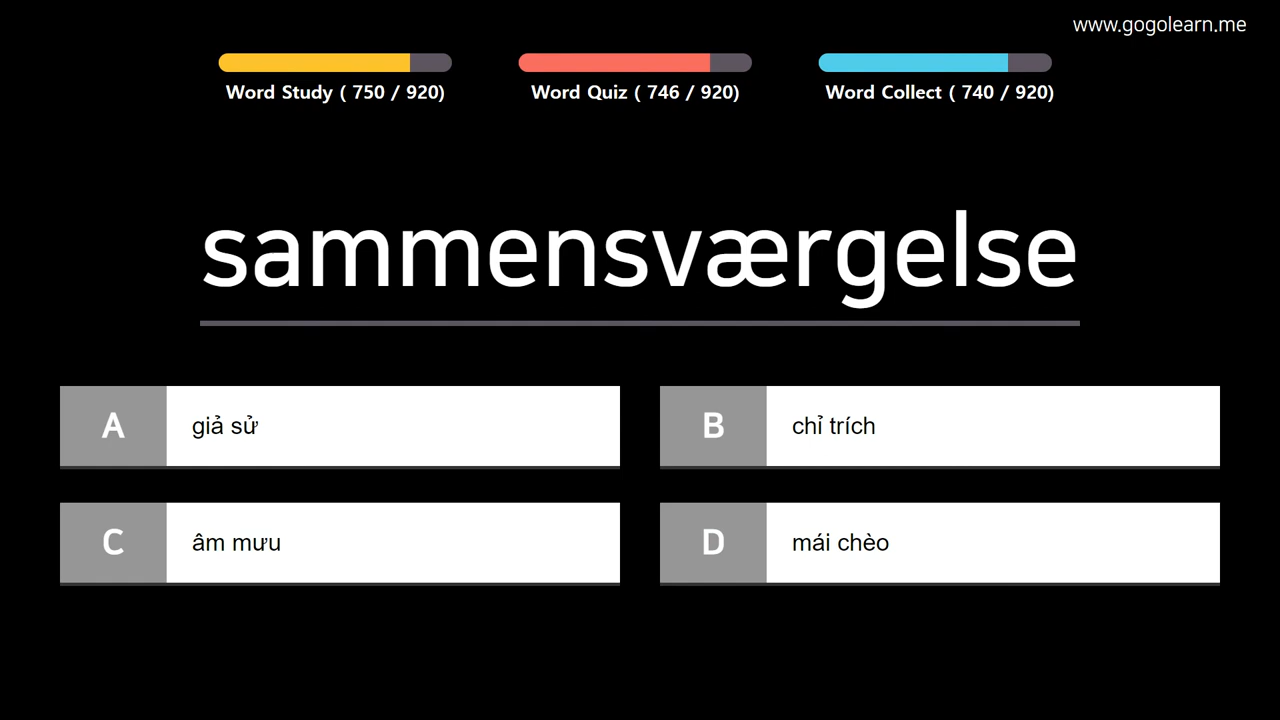 www.gogolearn.me
Word Study ( 750 / 920)
Word Quiz ( 746 / 920)
Word Collect ( 740 / 920)
sammensværgelse
A giả sử
B chỉ trích
C âm mưu
D mái chèo